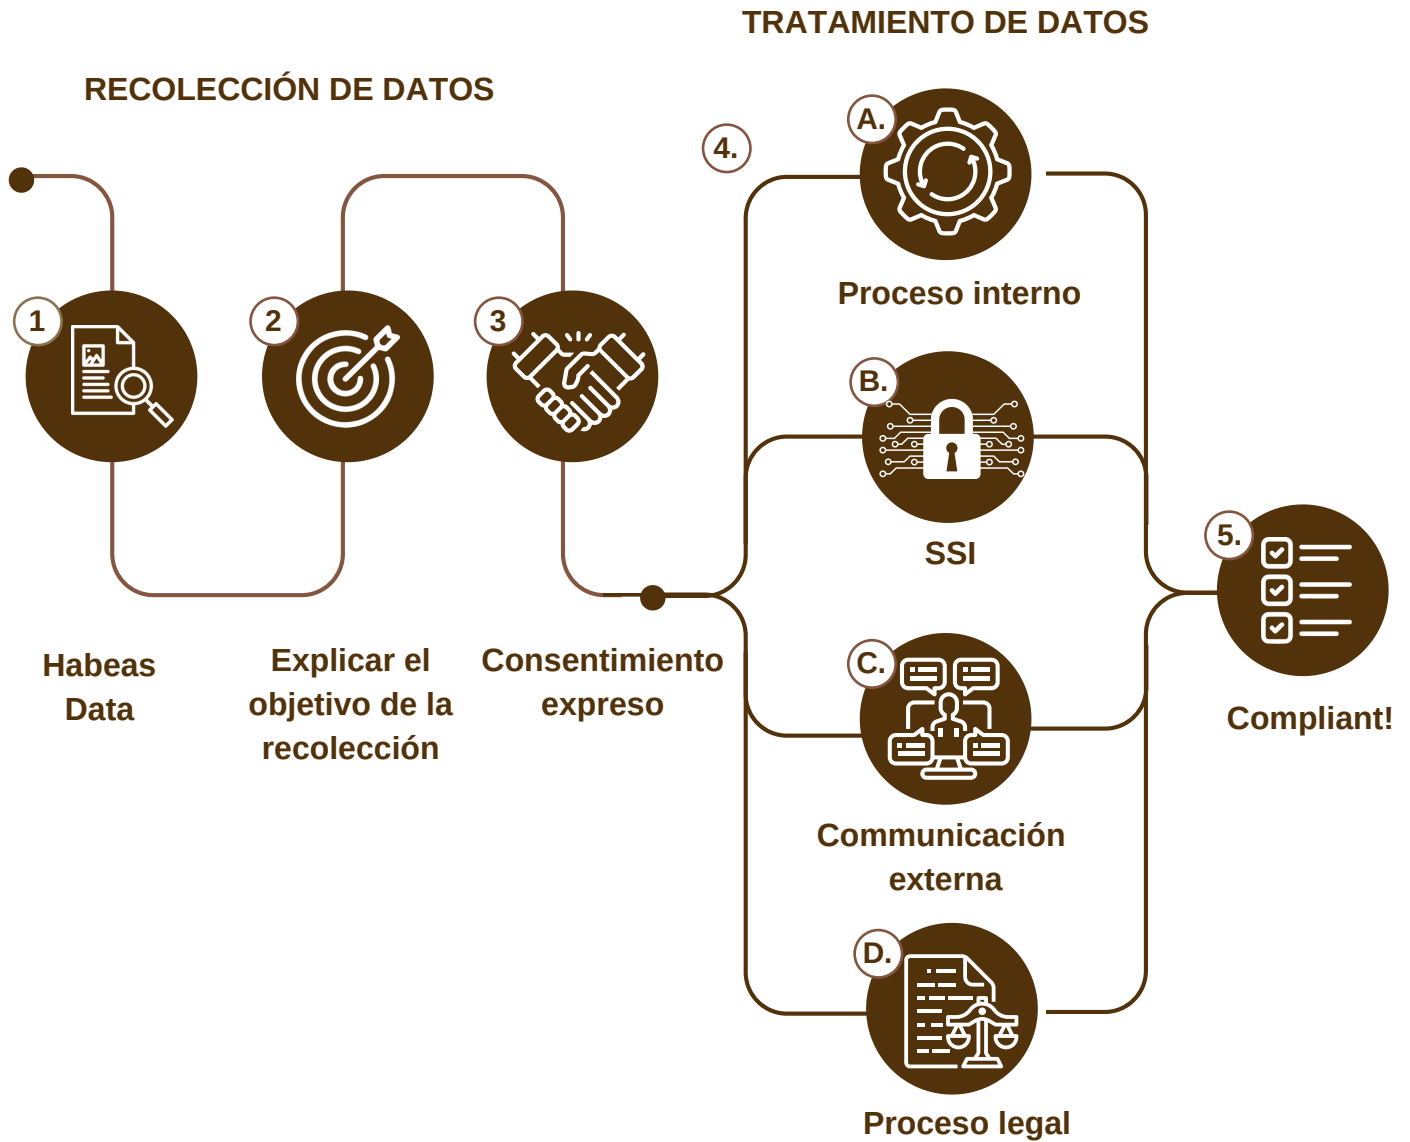 TRATAMIENTO DE DATOS
RECOLECCIÓN DE DATOS
1
Habeas
Data
2
Explicar el
objetivo de la
recolección
3
Consentimiento
expreso
4.
A.
Proceso interno
B.
SSI
C.
Communicación
externa
D.
Proceso legal
5.
Compliant!